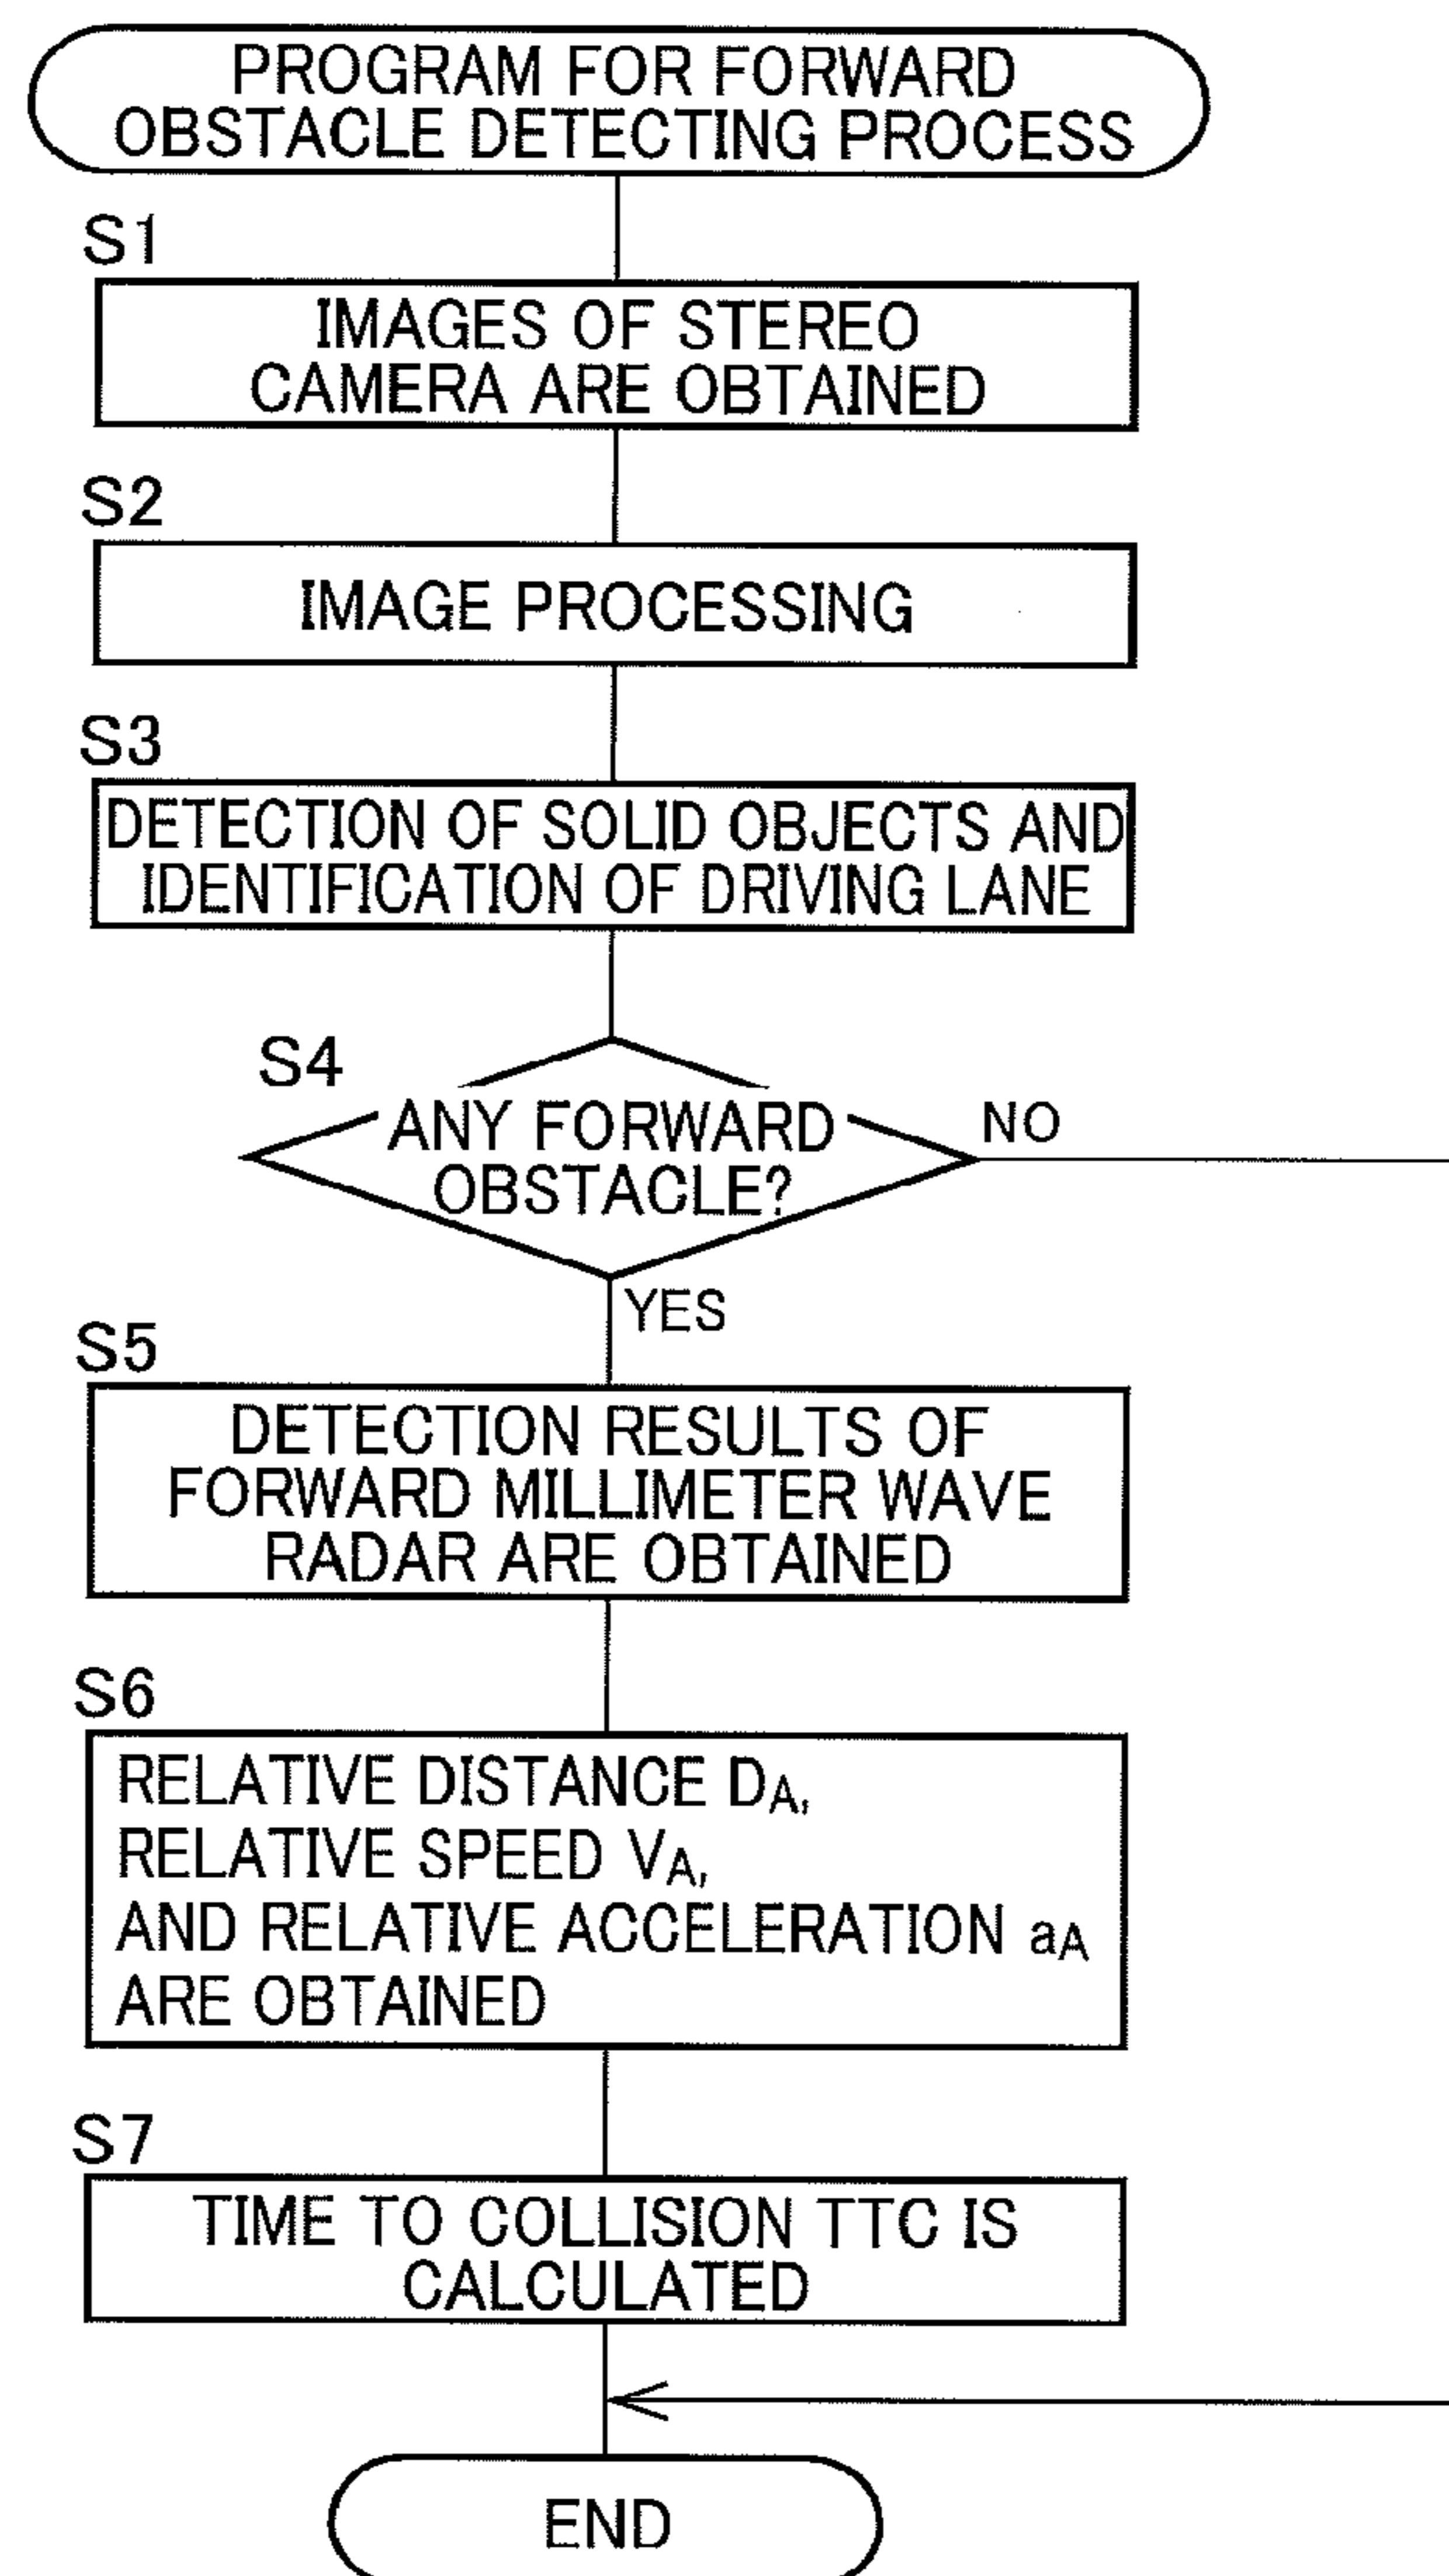 PROGRAM FOR FORWARD
OBSTACLE DETECTING PROCESS
S1
IMAGES OF STEREO
CAMERA ARE OBTAINED
S2
IMAGE PROCESSING
S3
DETECTION OF SOLID OBJECTS AND
IDENTIFICATION OF DRIVING LANE
S4
ANY FORWARD
OBSTACLE?
NO
YES
S5
DETECTION RESULTS OF
FORWARD MILLIMETER WAVE
RADAR ARE OBTAINED
S6
RELATIVE DISTANCE DA,
RELATIVE SPEED VA,
AND RELATIVE ACCELERATION aA
ARE OBTAINED
S7
TIME TO COLLISION TTC IS
CALCULATED
END